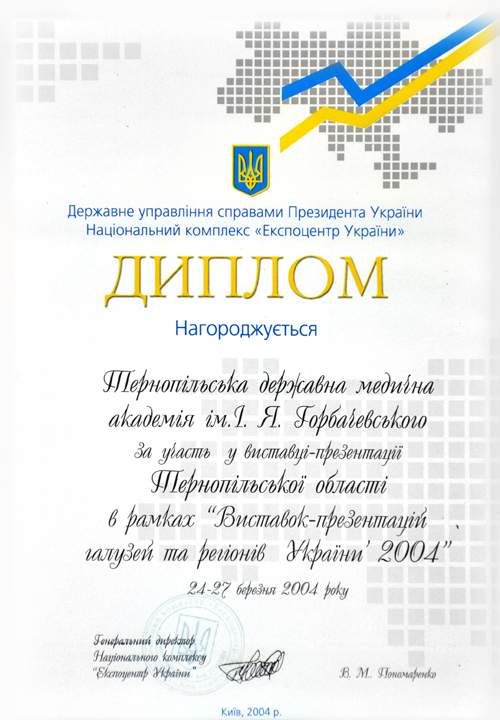 Державне управління справами Президента України
Національний комплекс «Експоцентр України»
ДИПЛОМ
Нагороджується
Тернопільська державна медична
академія ім.І. Я. Горбачевського
за участь у виставці-презентації
Тернопільської області
в рамках “Виставок-презентацій
галузей та регіонів України’ 2004”
24-27 березня 2004 року
Генеральний директор
Національного комплексу
“Експоцентр України”
В. М. Пономаренко
Київ, 2004 р.